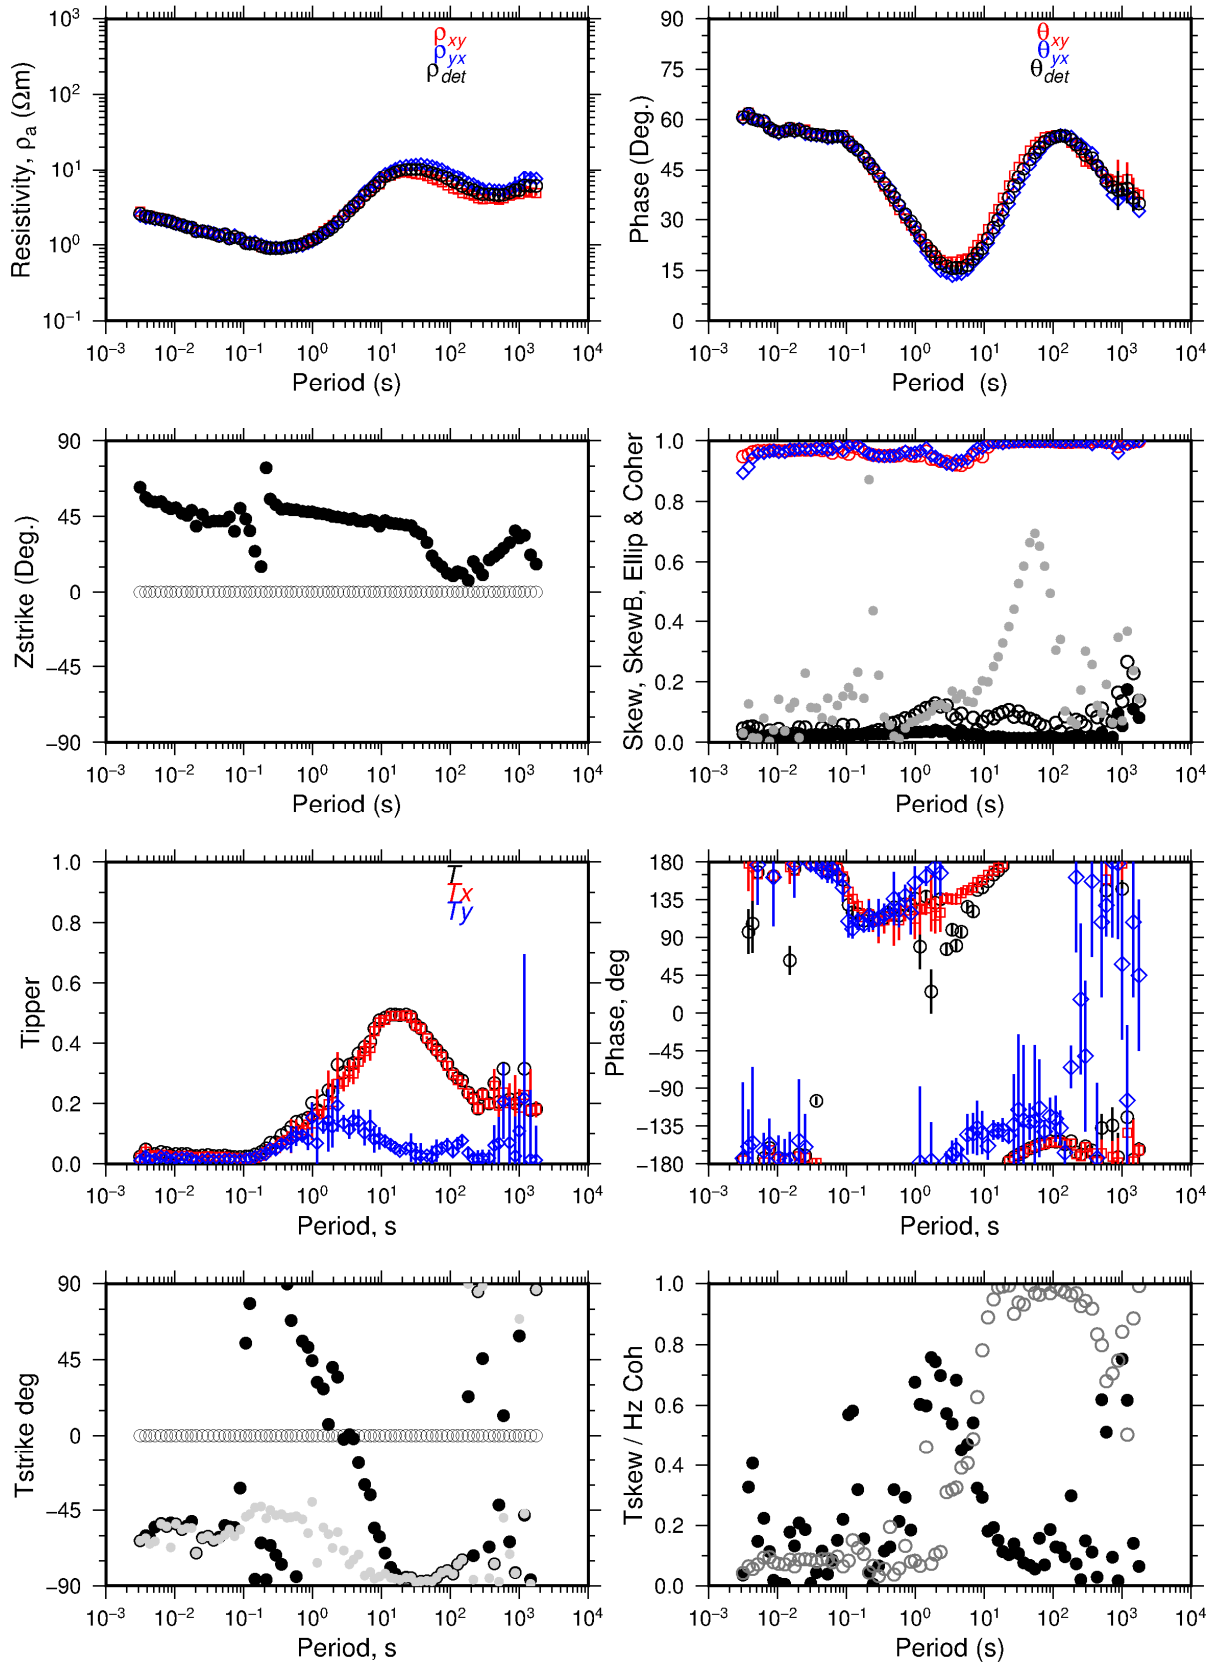 Resistivity, ρa (Ωm)
10³
10²
10¹
10⁰
10⁻¹
ρxy
ρyx
ρdet
10⁻³ 10⁻² 10⁻¹ 10⁰ 10¹ 10² 10³ 10⁴
Period (s)
Phase (Deg.)
90
75
60
45
30
15
0
θxy
θyx
θdet
10⁻³ 10⁻² 10⁻¹ 10⁰ 10¹ 10² 10³ 10⁴
Period (s)
Zstrike (Deg.)
90
45
0
−45
−90
10⁻³ 10⁻² 10⁻¹ 10⁰ 10¹ 10² 10³ 10⁴
Period (s)
Skew, SkewB, Ellip & Coher
1.0
0.8
0.6
0.4
0.2
0.0
10⁻³ 10⁻² 10⁻¹ 10⁰ 10¹ 10² 10³ 10⁴
Period (s)
Tipper
1.0
0.8
0.6
0.4
0.2
0.0
T
Tx
Ty
10⁻³ 10⁻² 10⁻¹ 10⁰ 10¹ 10² 10³ 10⁴
Period, s
Phase, deg
180
135
90
45
0
−45
−90
−135
−180
10⁻³ 10⁻² 10⁻¹ 10⁰ 10¹ 10² 10³ 10⁴
Period, s
Tstrike deg
90
45
0
−45
−90
10⁻³ 10⁻² 10⁻¹ 10⁰ 10¹ 10² 10³ 10⁴
Period, s
Tskew / Hz Coh
1.0
0.8
0.6
0.4
0.2
0.0
10⁻³ 10⁻² 10⁻¹ 10⁰ 10¹ 10² 10³ 10⁴
Period (s)